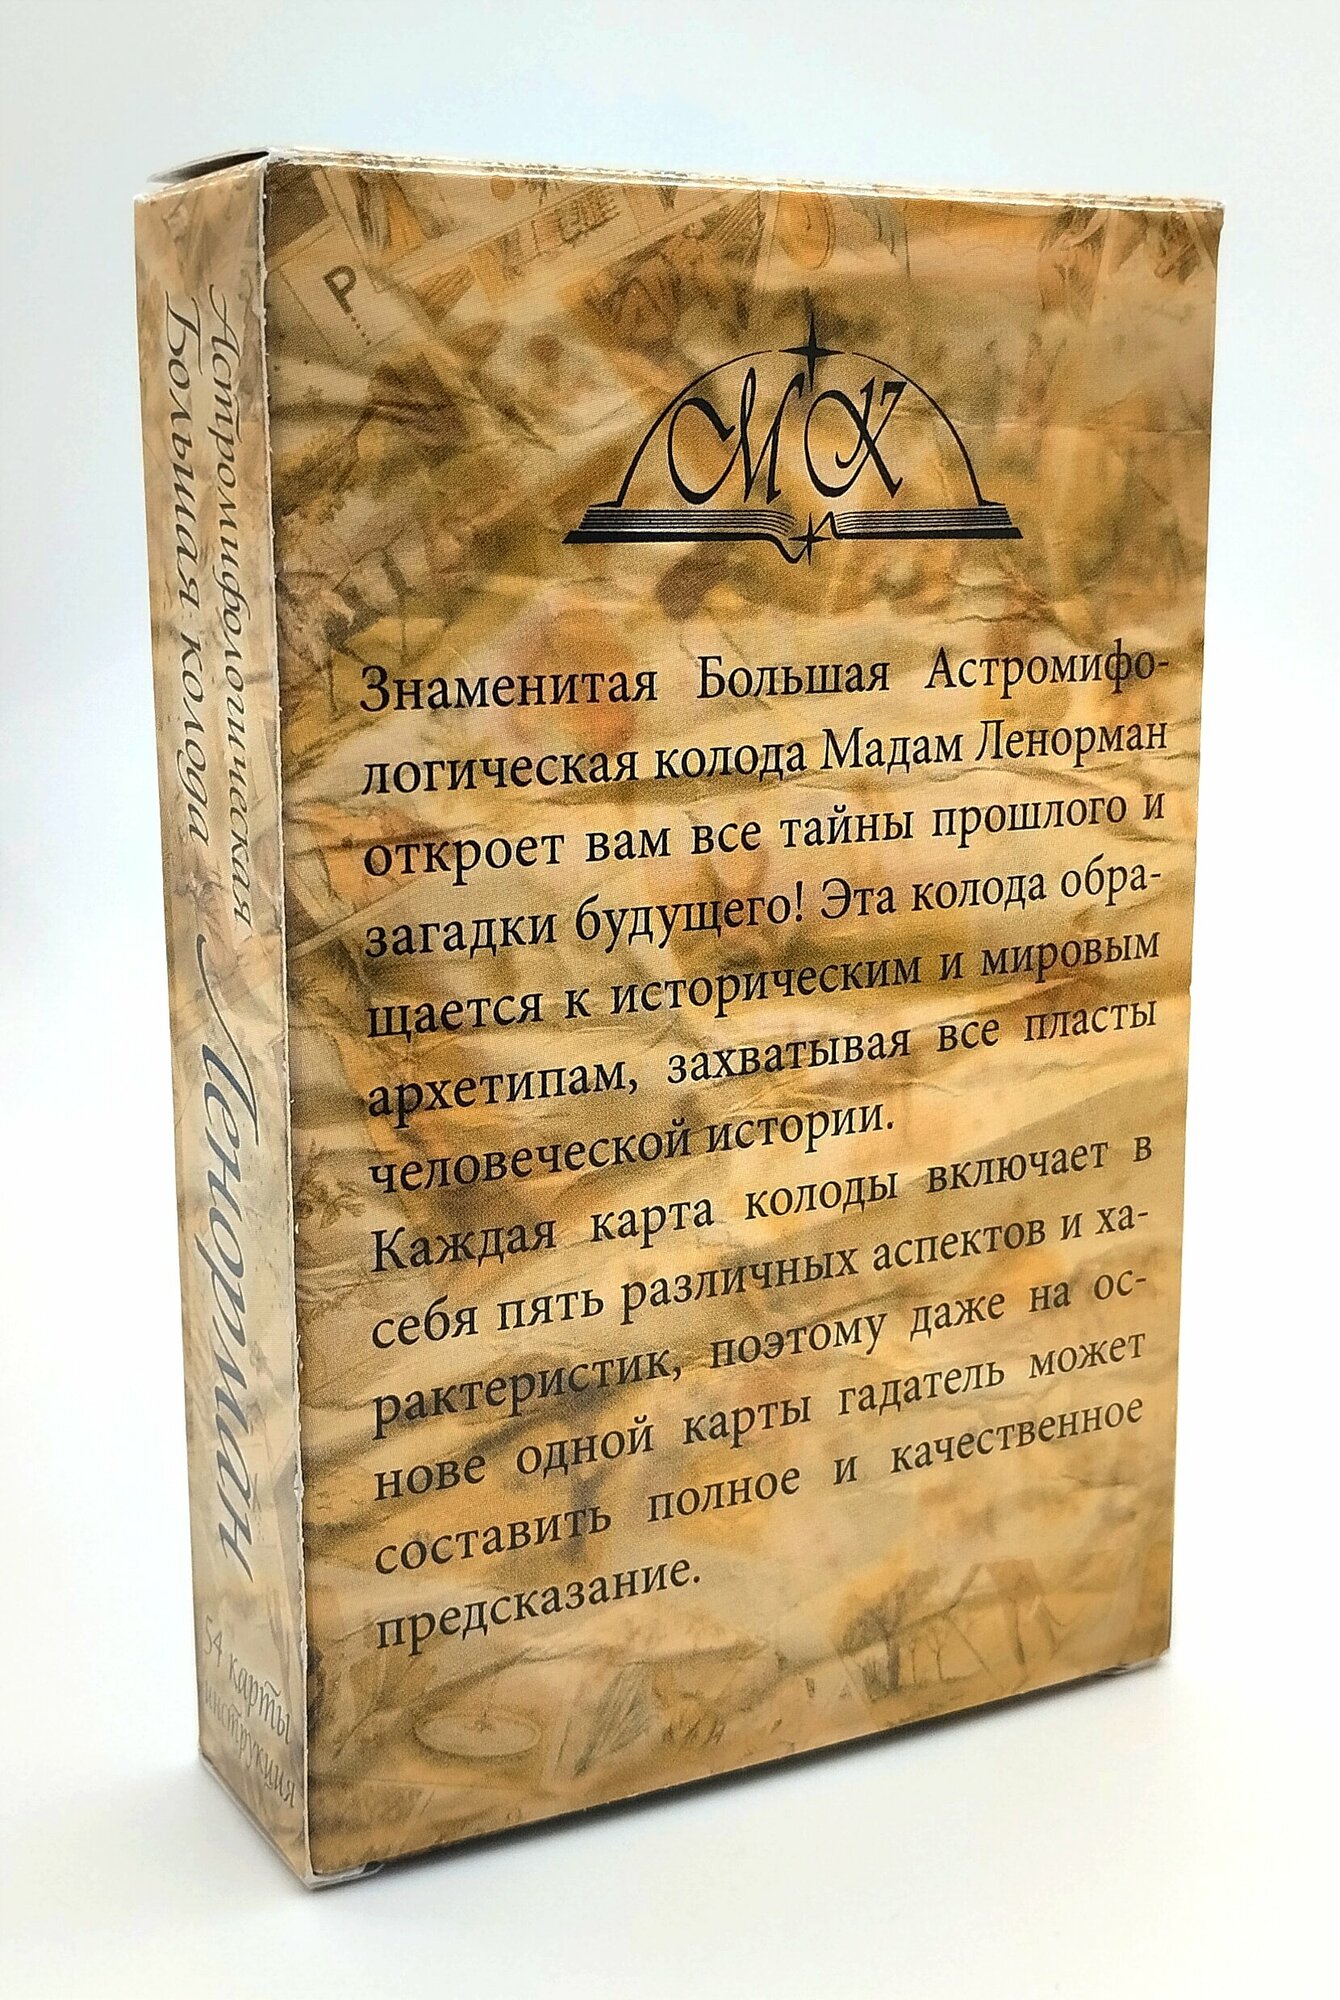 Астромифологическая
Большая колода
Ленорман
54 карты
инструкция
Р....
МК
Знаменитая Большая Астромифо-
логическая колода Мадам Ленорман
откроет вам все тайны прошлого и
загадки будущего! Эта колода обра-
щается к историческим и мировым
архетипам, захватывая все пласты
человеческой истории.
Каждая карта колоды включает в
себя пять различных аспектов и ха-
рактеристик, поэтому даже на ос-
нове одной карты гадатель может
составить полное и качественное
предсказание.